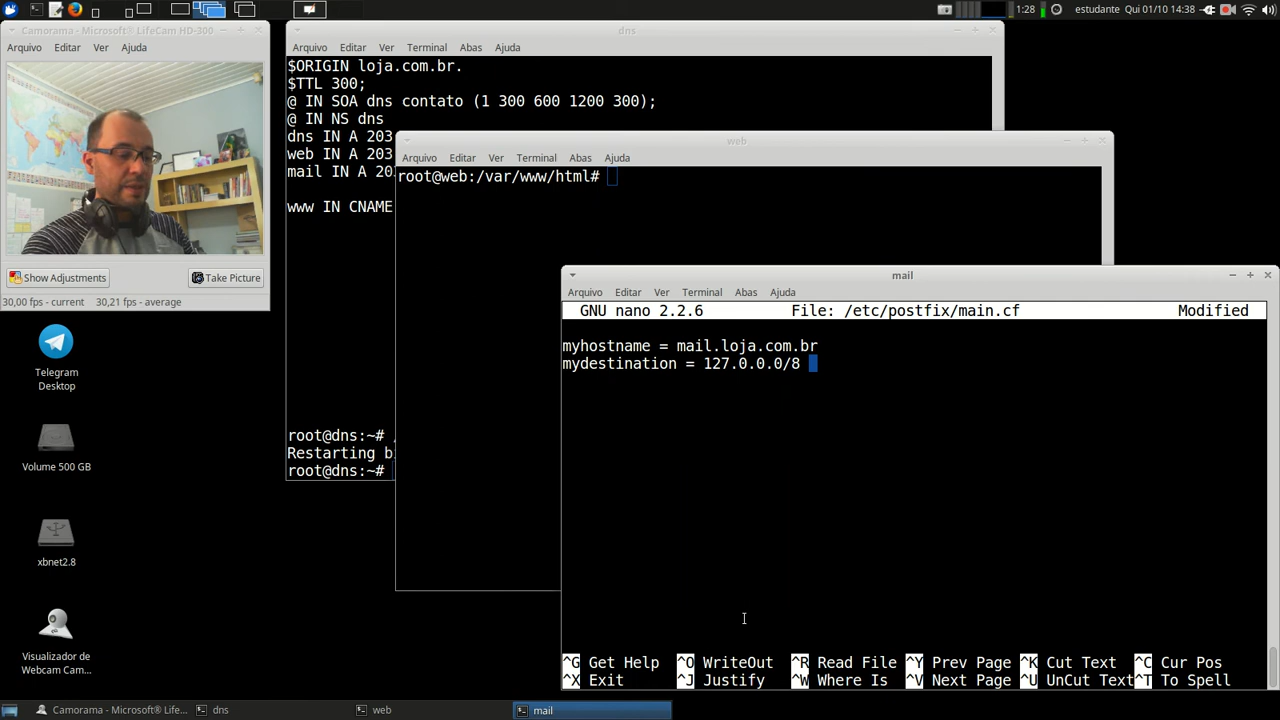 1:28
estudante
Qui 01/10 14:38
Camorama - Microsoft® LifeCam HD-300
Arquivo Editar Ver Ajuda
Show Adjustments
Take Picture
30,00 fps - current 30,21 fps - average
Telegram
Desktop
Volume 500 GB
xbnet2.8
Visualizador de
Webcam Cam...
dns
Arquivo Editar Ver Terminal Abas Ajuda
$ORIGIN loja.com.br.
$TTL 300;
@ IN SOA dns contato (1 300 600 1200 300);
@ IN NS dns
dns IN A 203
web IN A 203
mail IN A 20
www IN CNAME
root@dns:~#
Restarting b
root@dns:~#
web
Arquivo Editar Ver Terminal Abas Ajuda
root@web:/var/www/html#
mail
Arquivo Editar Ver Terminal Abas Ajuda
GNU nano 2.2.6 File: /etc/postfix/main.cf Modified
myhostname = mail.loja.com.br
mydestination = 127.0.0.0/8
^G Get Help ^O WriteOut ^R Read File ^Y Prev Page ^K Cut Text ^C Cur Pos
^X Exit ^J Justify ^W Where Is ^V Next Page ^U UnCut Text ^T To Spell
Camorama - Microsoft® Life...
dns
web
mail